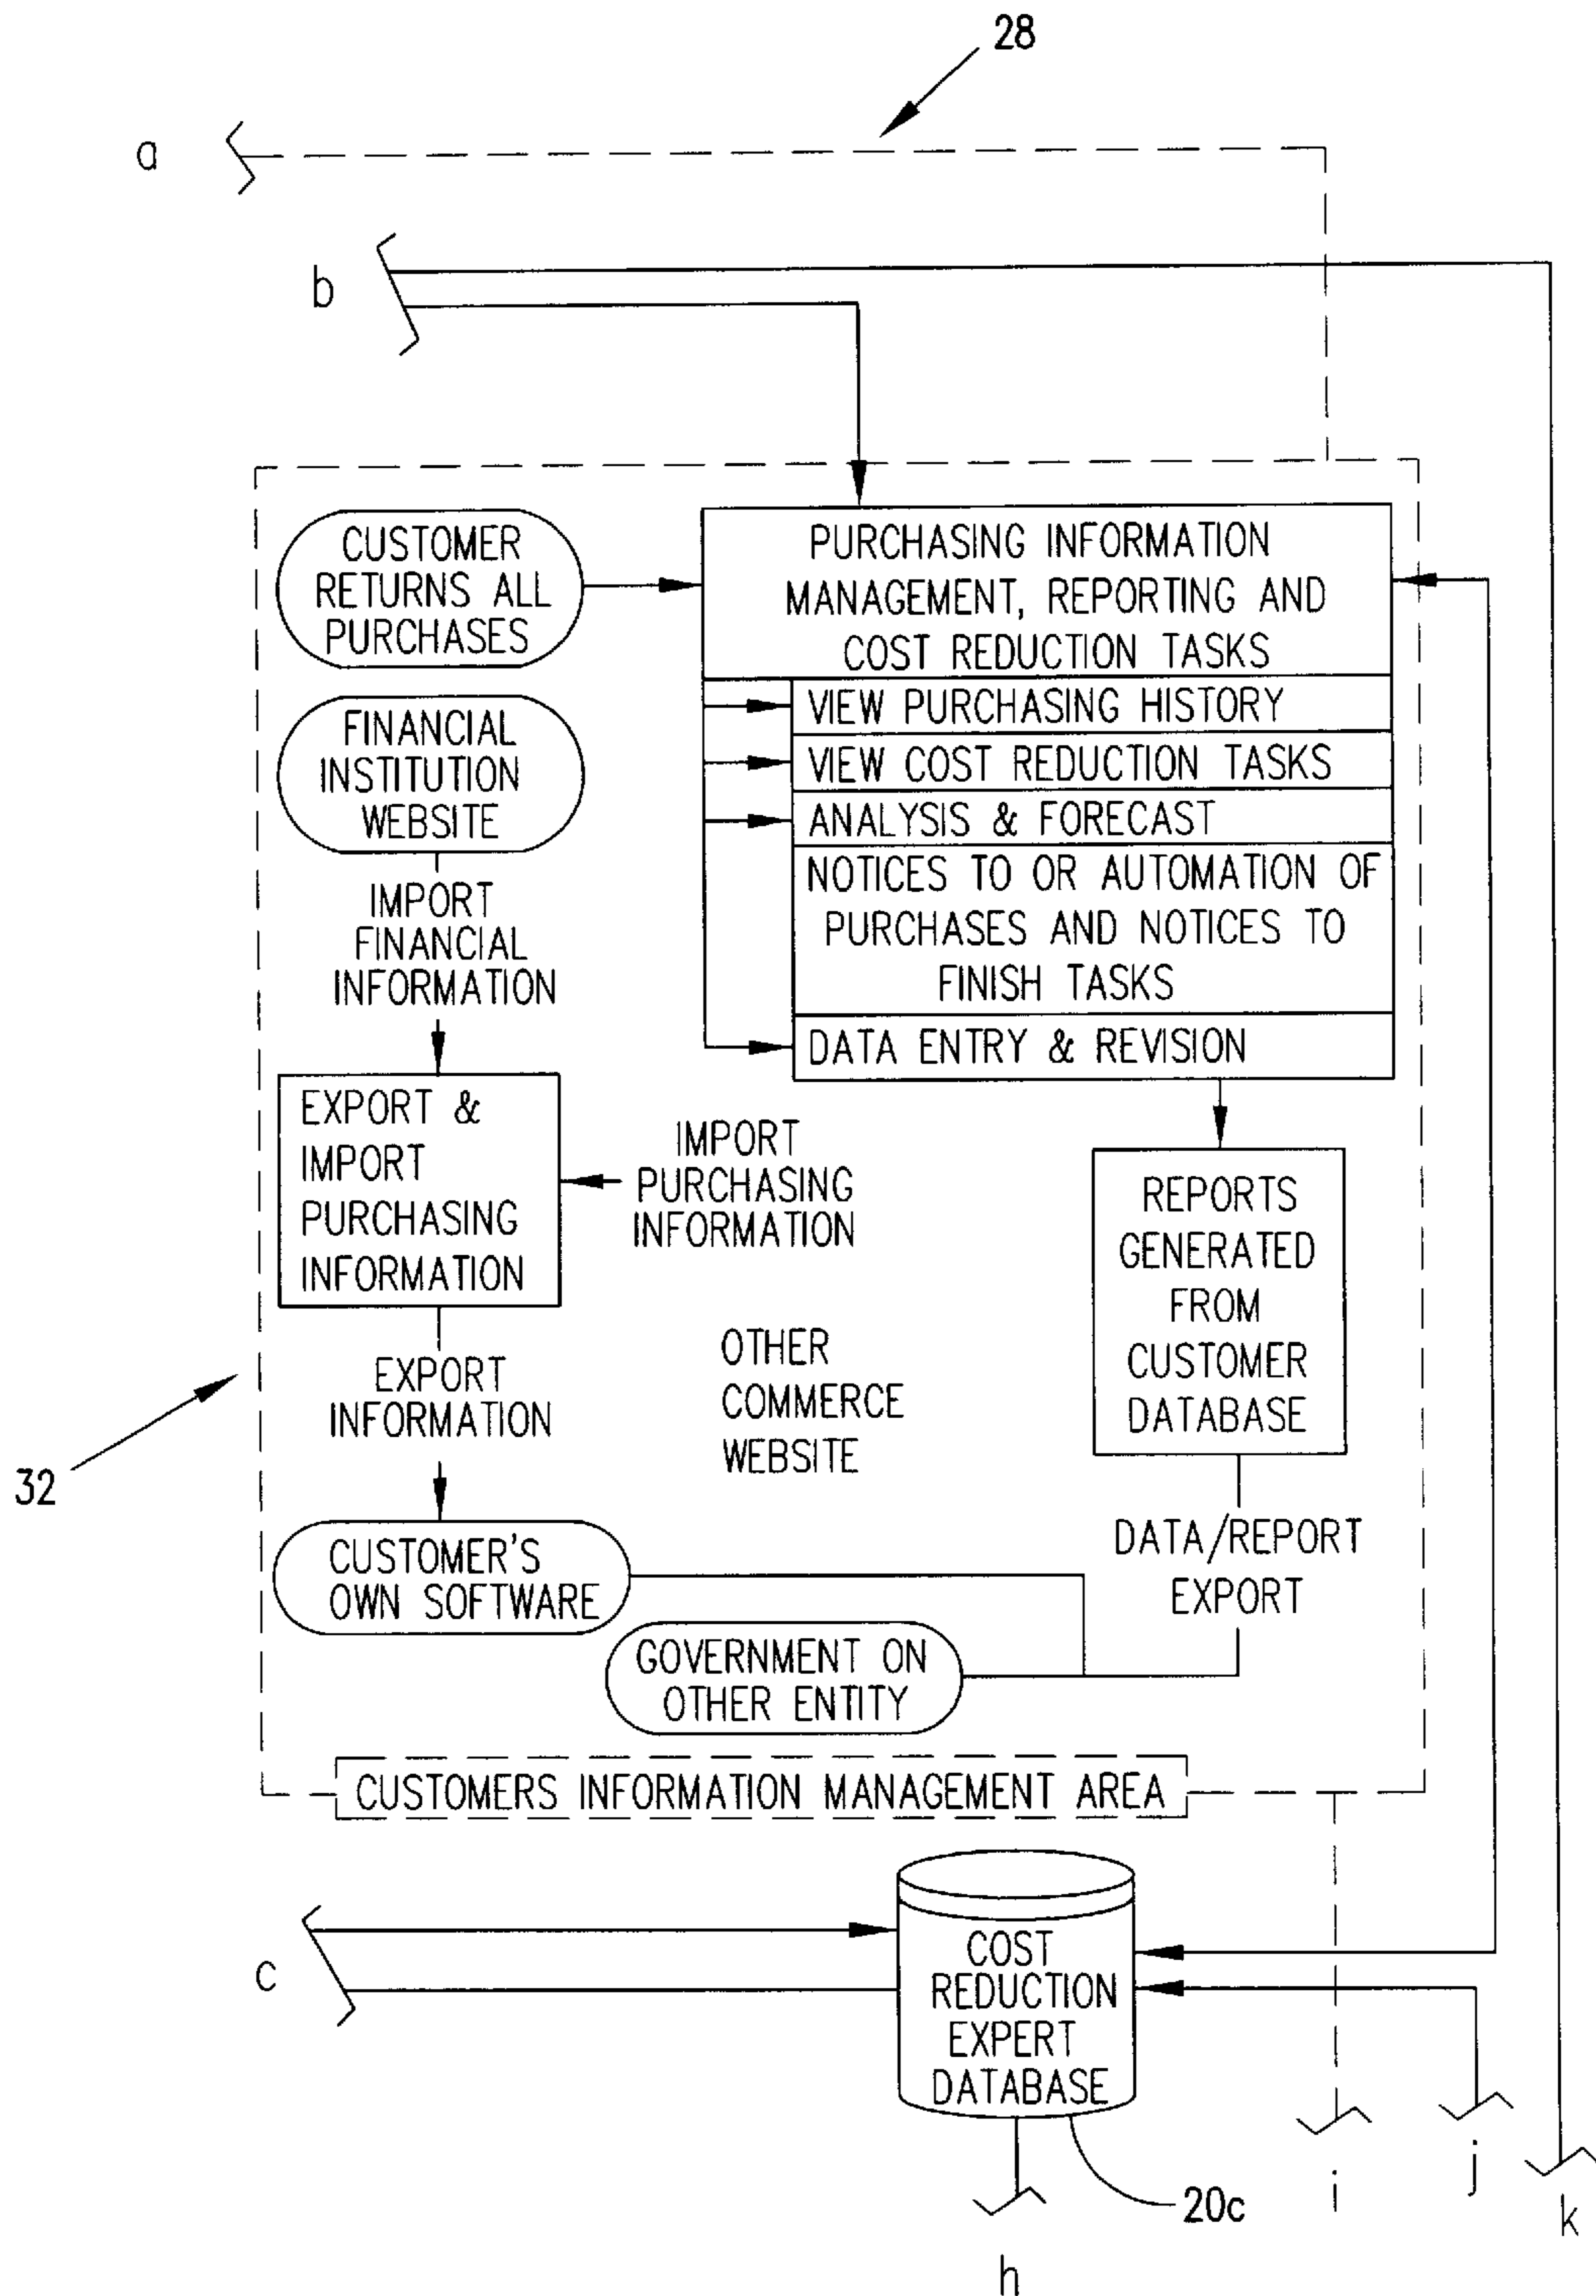 28
a
b
CUSTOMER
RETURNS ALL
PURCHASES
PURCHASING INFORMATION
MANAGEMENT, REPORTING AND
COST REDUCTION TASKS
VIEW PURCHASING HISTORY
VIEW COST REDUCTION TASKS
ANALYSIS & FORECAST
NOTICES TO OR AUTOMATION OF
PURCHASES AND NOTICES TO
FINISH TASKS
DATA ENTRY & REVISION
FINANCIAL
INSTITUTION
WEBSITE
IMPORT
FINANCIAL
INFORMATION
EXPORT &
IMPORT
PURCHASING
INFORMATION
IMPORT
PURCHASING
INFORMATION
REPORTS
GENERATED
FROM
CUSTOMER
DATABASE
EXPORT
INFORMATION
OTHER
COMMERCE
WEBSITE
32
CUSTOMER'S
OWN SOFTWARE
DATA/REPORT
EXPORT
GOVERNMENT ON
OTHER ENTITY
CUSTOMERS INFORMATION MANAGEMENT AREA
c
COST
REDUCTION
EXPERT
DATABASE
20c
h
i
j
k